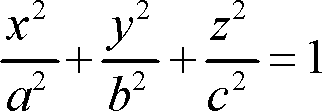 x²/a² + y²/b² + z²/c² = 1